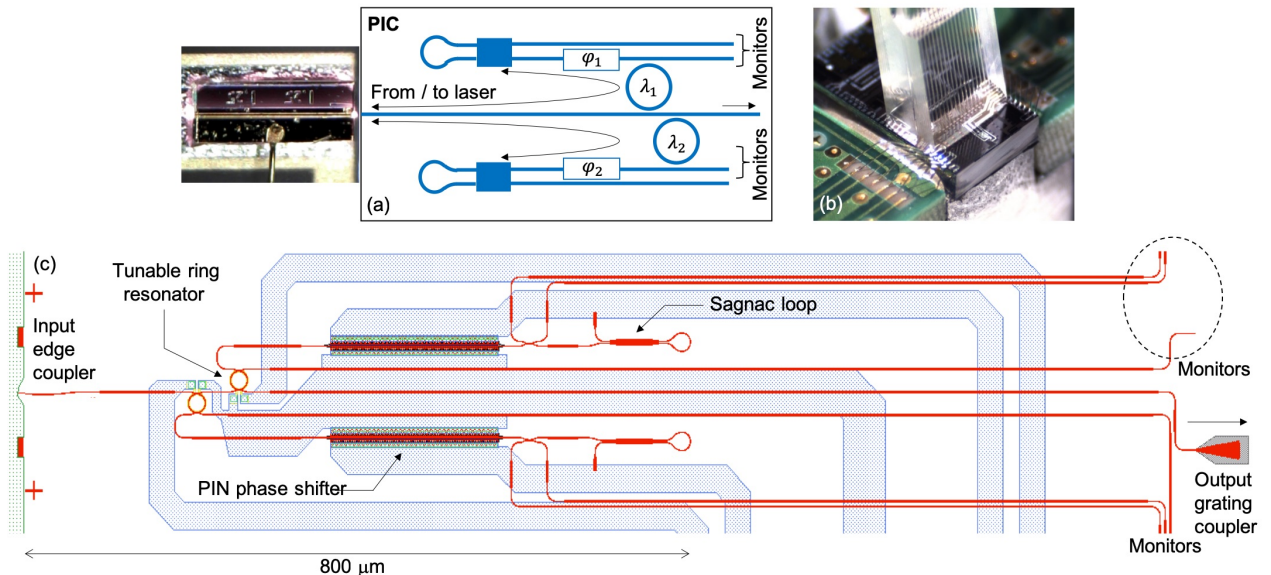 PIC
φ1
Monitors
From / to laser
λ1
λ2
φ2
Monitors
(a)
(b)
(c)
Tunable ring
resonator
Input
edge
coupler
Sagnac loop
Monitors
PIN phase shifter
Output
grating
coupler
Monitors
800 μm